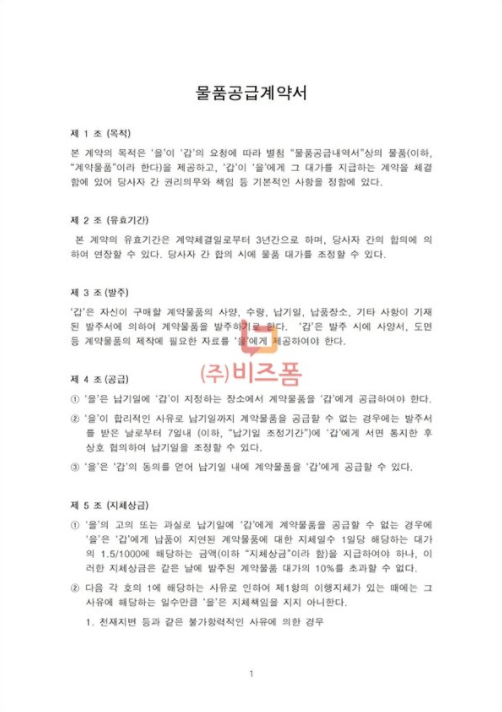 물품공급계약서
제 1 조 (목적)
본 계약의 목적은 '을'이 '갑'의 요청에 따라 별첨 "물품공급내역서"상의 물품(이하,
"계약물품"이라 한다)을 제공하고, '갑'이 '을'에게 그 대가를 지급하는 계약을 체결
함에 있어 당사자 간 권리의무와 책임 등 기본적인 사항을 정함에 있다.
제 2 조 (유효기간)
본 계약의 유효기간은 계약체결일로부터 3년간으로 하며, 당사자 간의 합의에 의
하여 연장할 수 있다. 당사자 간 합의 시에 물품 대가를 조정할 수 있다.
제 3 조 (발주)
'갑'은 자신이 구매할 계약물품의 사양, 수량, 납기일, 납품장소, 기타 사항이 기재
된 발주서에 의하여 계약물품을 발주하기로 한다. '갑'은 발주 시에 사양서, 도면
등 계약물품의 제작에 필요한 자료를 '을'에게 제공하여야 한다.
(주)비즈폼
제 4 조 (공급)
① '을'은 납기일에 '갑'이 지정하는 장소에서 계약물품을 '갑'에게 공급하여야 한다.
② '을'이 합리적인 사유로 납기일까지 계약물품을 공급할 수 없는 경우에는 발주서
를 받은 날로부터 7일내 (이하, "납기일 조정기간")에 '갑'에게 서면 통지한 후
상호 협의하여 납기일을 조정할 수 있다.
③ '을'은 '갑'의 동의를 얻어 납기일 내에 계약물품을 '갑'에게 공급할 수 있다.
제 5 조 (지체상금)
① '을'의 고의 또는 과실로 납기일에 '갑'에게 계약물품을 공급할 수 없는 경우에
'을'은 '갑'에게 납품이 지연된 계약물품에 대한 지체일수 1일당 해당하는 대가
의 1.5/1000에 해당하는 금액(이하 "지체상금"이라 함)을 지급하여야 하나, 이
러한 지체상금은 같은 날에 발주된 계약물품 대가의 10%를 초과할 수 없다.
② 다음 각 호의 1에 해당하는 사유로 인하여 제1항의 이행지체가 있는 때에는 그
사유에 해당하는 일수만큼 '을'은 지체책임을 지지 아니한다.
1. 천재지변 등과 같은 불가항력적인 사유에 의한 경우
1